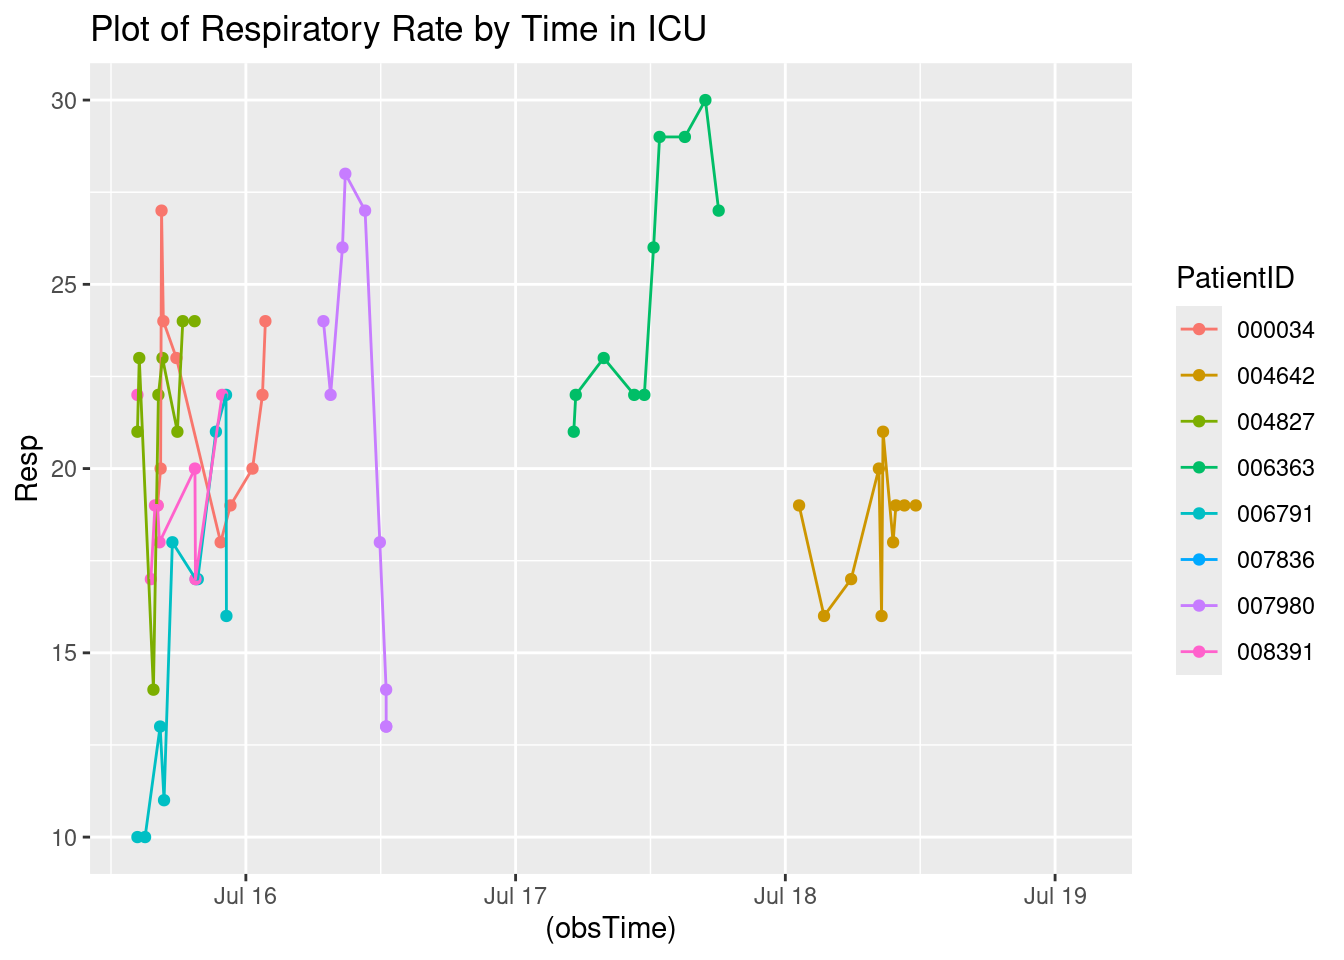 Plot of Respiratory Rate by Time in ICU
30
25
20
15
10
Resp
Jul 16
Jul 17
Jul 18
Jul 19
(obsTime)
PatientID
000034
004642
004827
006363
006791
007836
007980
008391